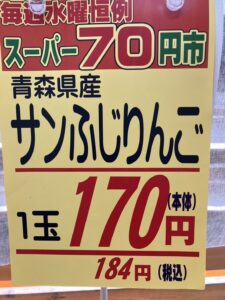 毎週水曜恒例
スーパー70円市
青森県産
サンふじりんご
1玉170円(本体)
184円(税込)